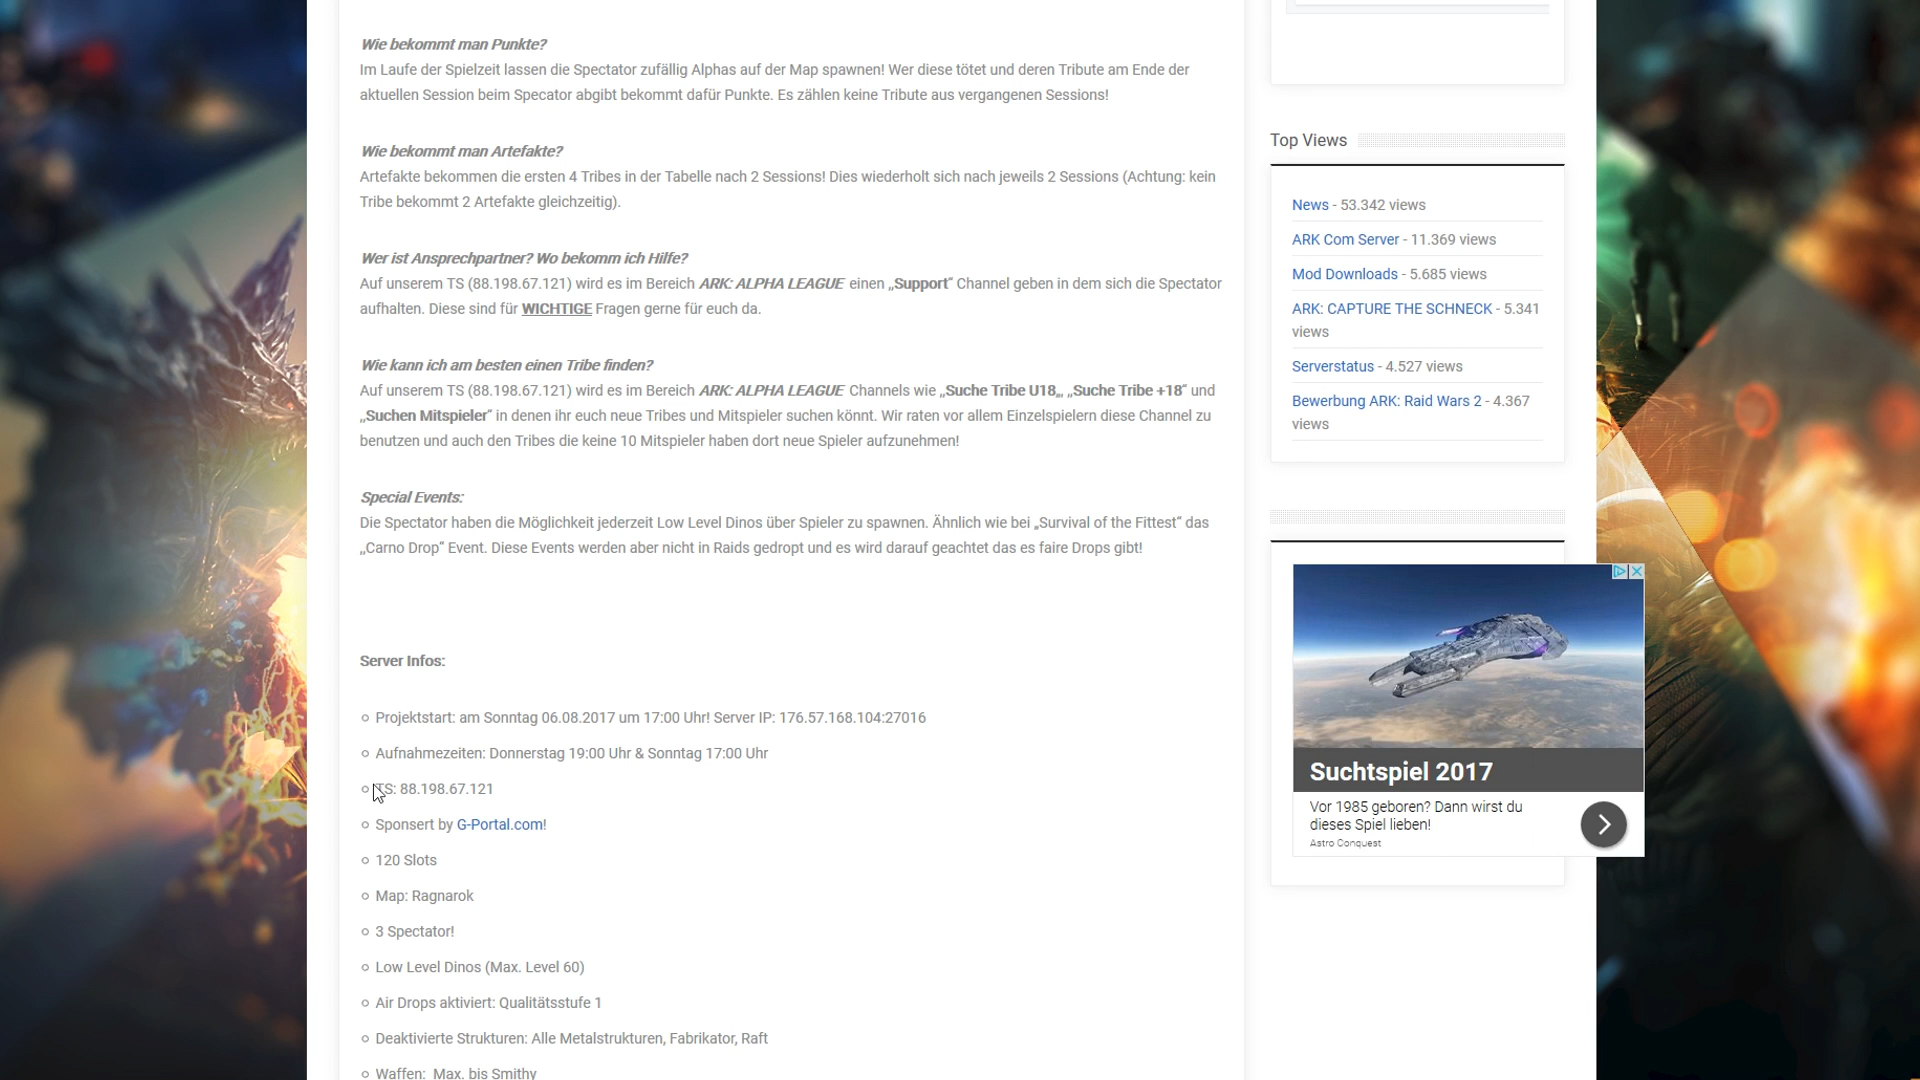 Wie bekommt man Punkte?
Im Laufe der Spielzeit lassen die Spectator zufällig Alphas auf der Map spawnen! Wer diese tötet und deren Tribute am Ende der
aktuellen Session beim Specator abgibt bekommt dafür Punkte. Es zählen keine Tribute aus vergangenen Sessions!
Wie bekommt man Artefakte?
Artefakte bekommen die ersten 4 Tribes in der Tabelle nach 2 Sessions! Dies wiederholt sich nach jeweils 2 Sessions (Achtung: kein
Tribe bekommt 2 Artefakte gleichzeitig).
Wer ist Ansprechpartner? Wo bekomm ich Hilfe?
Auf unserem TS (88.198.67.121) wird es im Bereich ARK: ALPHA LEAGUE einen „Support“ Channel geben in dem sich die Spectator
aufhalten. Diese sind für WICHTIGE Fragen gerne für euch da.
Wie kann ich am besten einen Tribe finden?
Auf unserem TS (88.198.67.121) wird es im Bereich ARK: ALPHA LEAGUE Channels wie „Suche Tribe U18„, „Suche Tribe +18“ und
„Suchen Mitspieler“ in denen ihr euch neue Tribes und Mitspieler suchen könnt. Wir raten vor allem Einzelspielern diese Channel zu
benutzen und auch den Tribes die keine 10 Mitspieler haben dort neue Spieler aufzunehmen!
Special Events:
Die Spectator haben die Möglichkeit jederzeit Low Level Dinos über Spieler zu spawnen. Ähnlich wie bei „Survival of the Fittest“ das
„Carno Drop“ Event. Diese Events werden aber nicht in Raids gedropt und es wird darauf geachtet das es faire Drops gibt!
Server Infos:
Projektstart: am Sonntag 06.08.2017 um 17:00 Uhr! Server IP: 176.57.168.104:27016
Aufnahmezeiten: Donnerstag 19:00 Uhr & Sonntag 17:00 Uhr
TS: 88.198.67.121
Sponsert by G-Portal.com!
120 Slots
Map: Ragnarok
3 Spectator!
Low Level Dinos (Max. Level 60)
Air Drops aktiviert: Qualitätsstufe 1
Deaktivierte Strukturen: Alle Metalstrukturen, Fabrikator, Raft
Waffen: Max. bis Smithy
Top Views
News - 53.342 views
ARK Com Server - 11.369 views
Mod Downloads - 5.685 views
ARK: CAPTURE THE SCHNECK - 5.341
views
Serverstatus - 4.527 views
Bewerbung ARK: Raid Wars 2 - 4.367
views
Suchtspiel 2017
Vor 1985 geboren? Dann wirst du
dieses Spiel lieben!
Astro Conquest